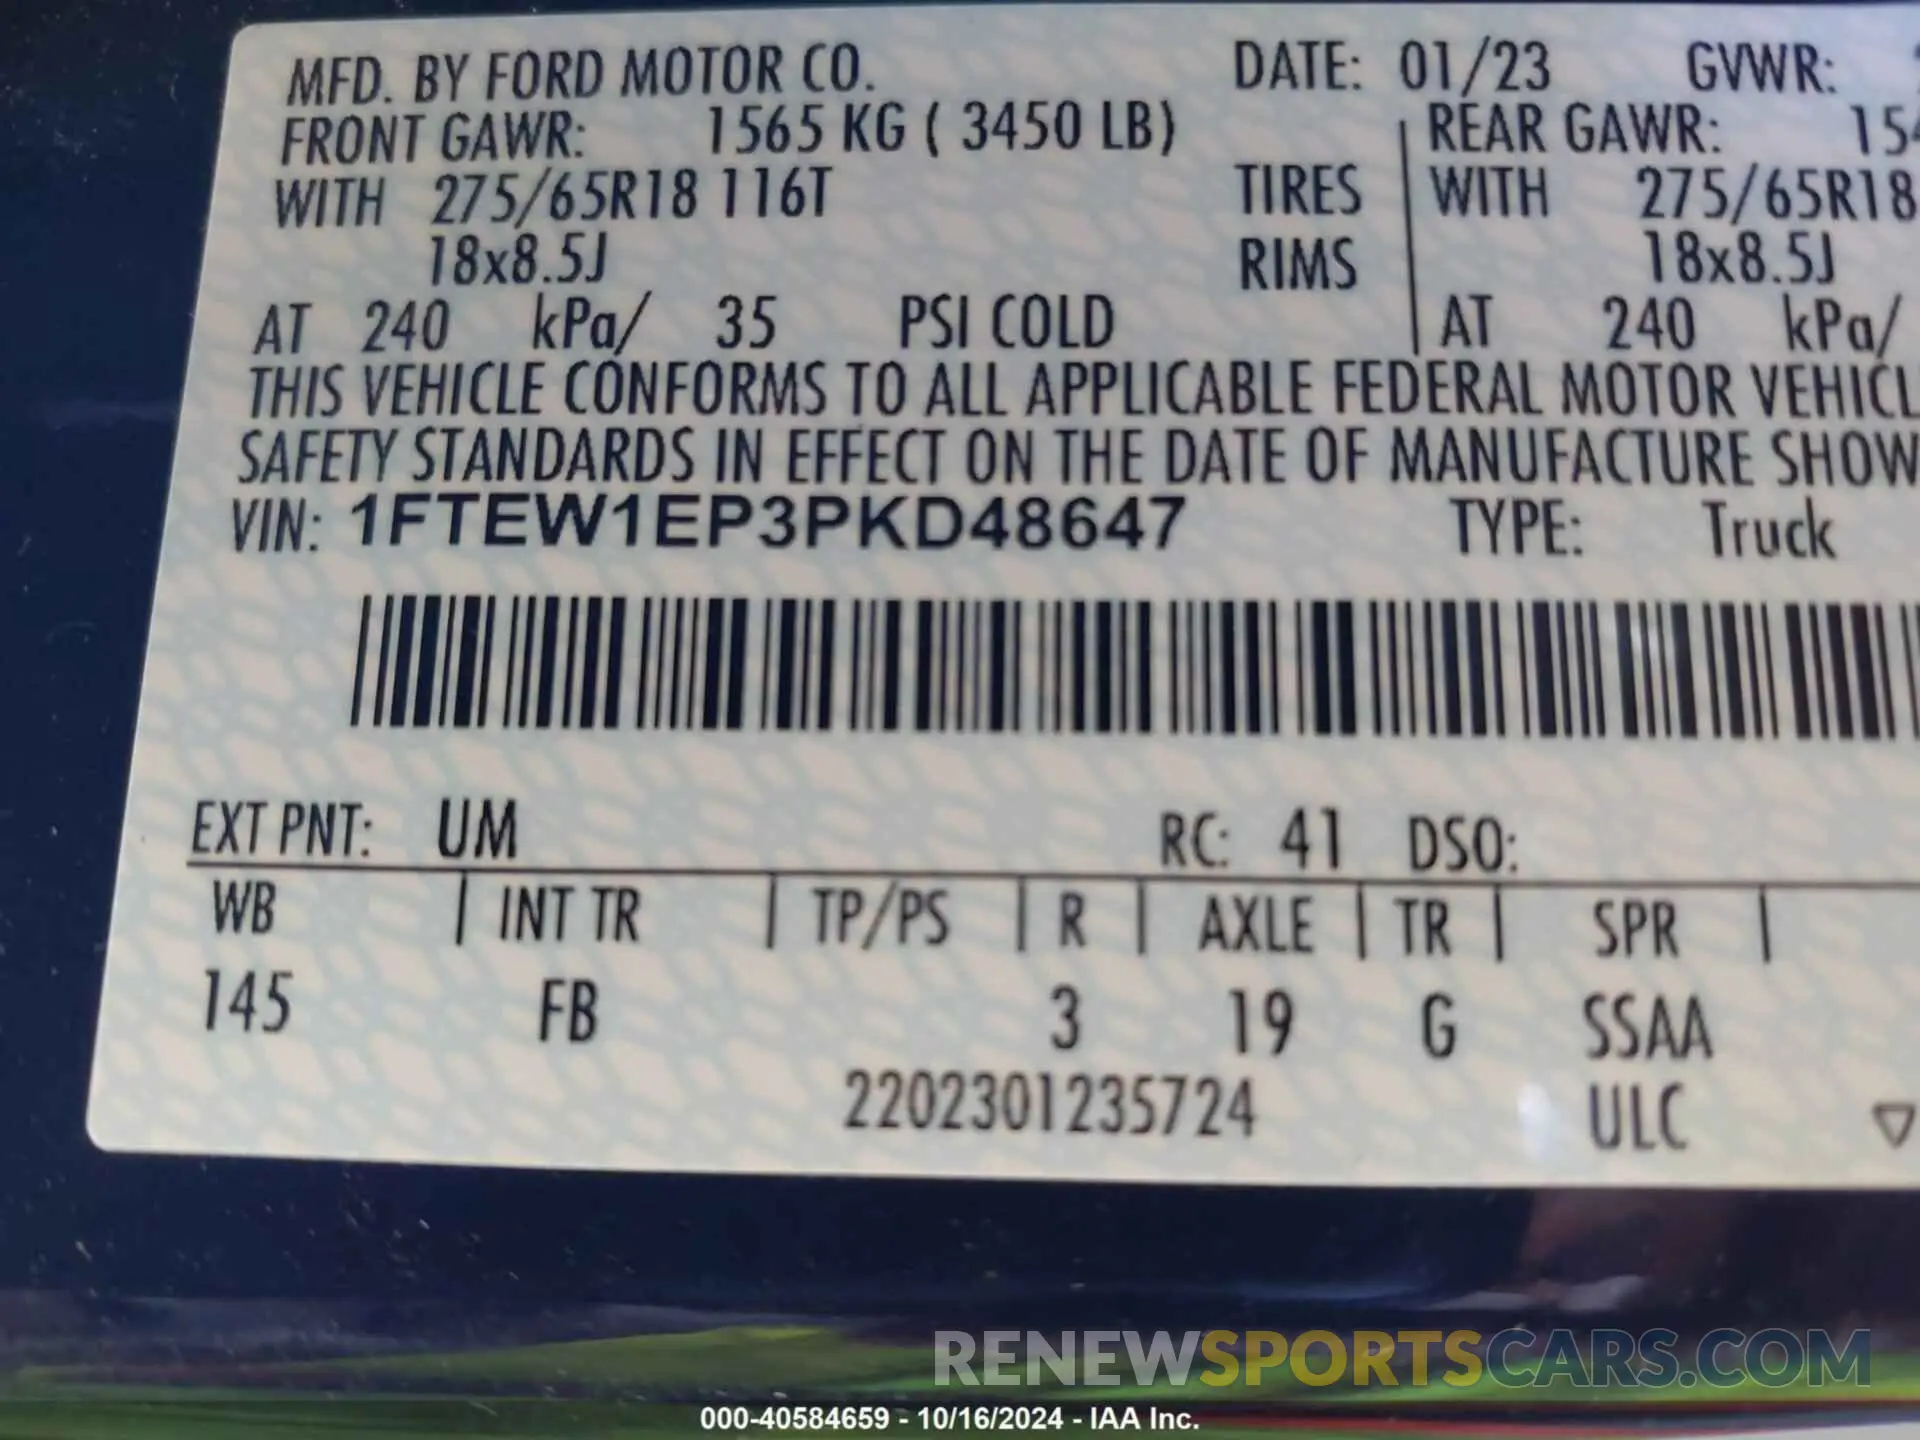 MFD. BY FORD MOTOR CO. DATE: 01/23 GVWR:
FRONT GAWR: 1565 KG ( 3450 LB) REAR GAWR:
WITH 275/65R18 116T TIRES WITH 275/65R18
18x8.5J RIMS 18x8.5J
AT 240 kPa/ 35 PSI COLD AT 240 kPa/
THIS VEHICLE CONFORMS TO ALL APPLICABLE FEDERAL MOTOR
SAFETY STANDARDS IN EFFECT ON THE DATE OF MANUFACTURE
VIN: 1FTEW1EP3PKD48647 TYPE: Truck
EXT PNT: UM RC: 41 DSO:
WB | INT TR | TP/PS | R | AXLE | TR | SPR |
145 FB 3 19 G SSAA
2202301235724 ULC
RENEWSPORTSCARS.COM
000-40584659 - 10/16/2024 - IAA Inc.